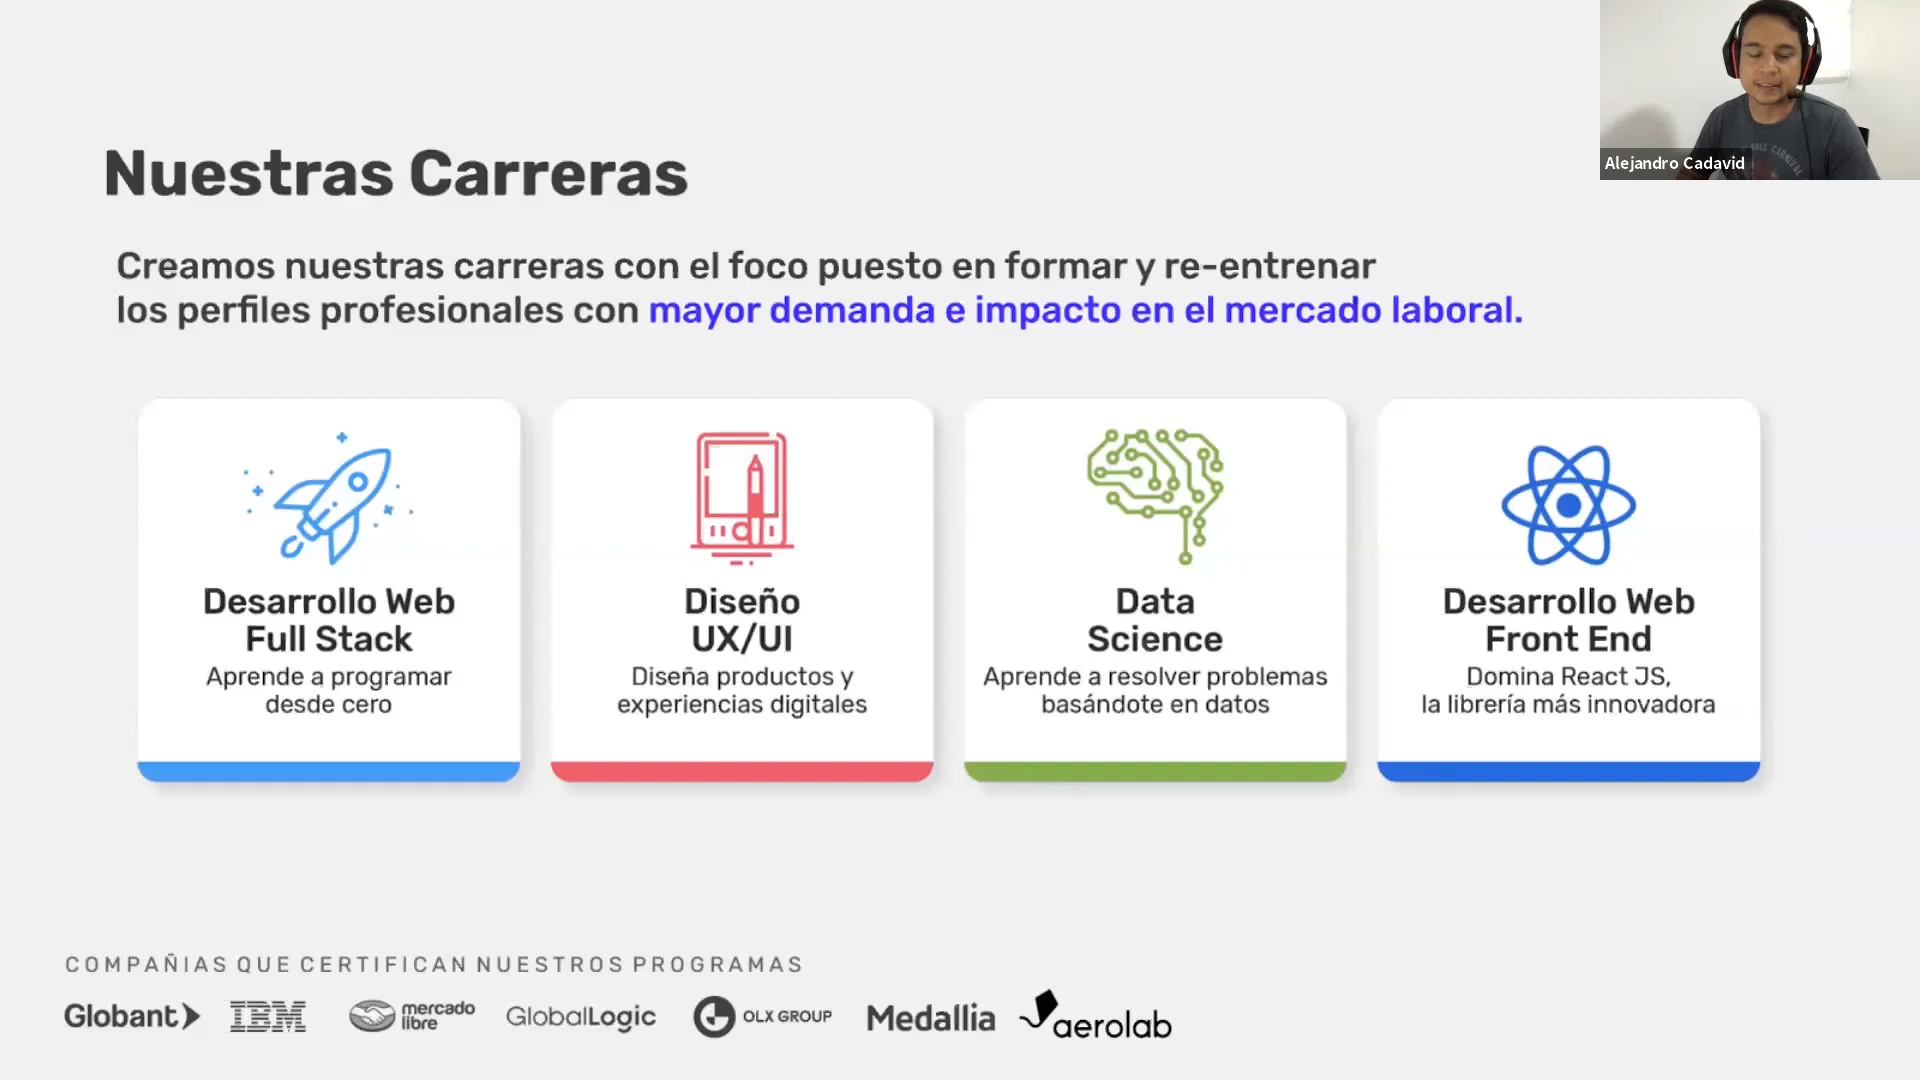 Alejandro Cadavid
Nuestras Carreras
Creamos nuestras carreras con el foco puesto en formar y re-entrenar
los perfiles profesionales con mayor demanda e impacto en el mercado laboral.
Desarrollo Web
Full Stack
Aprende a programar
desde cero
Diseño
UX/UI
Diseña productos y
experiencias digitales
Data
Science
Aprende a resolver problemas
basándote en datos
Desarrollo Web
Front End
Domina React JS,
la librería más innovadora
COMPAÑIAS QUE CERTIFICAN NUESTROS PROGRAMAS
Globant
IBM
mercado
libre
GlobalLogic
OLX GROUP
Medallia
aerolab